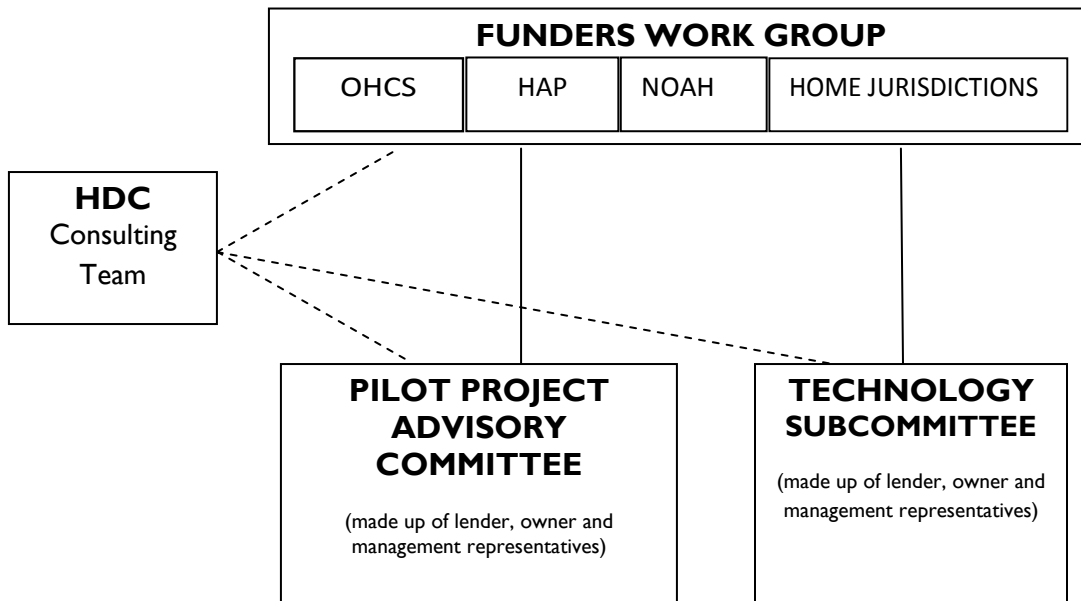 FUNDERS WORK GROUP
OHCS
HAP
NOAH
HOME JURISDICTIONS
HDC
Consulting
Team
PILOT PROJECT
ADVISORY
COMMITTEE
(made up of lender, owner and
management representatives)
TECHNOLOGY
SUBCOMMITTEE
(made up of lender, owner and
management representatives)